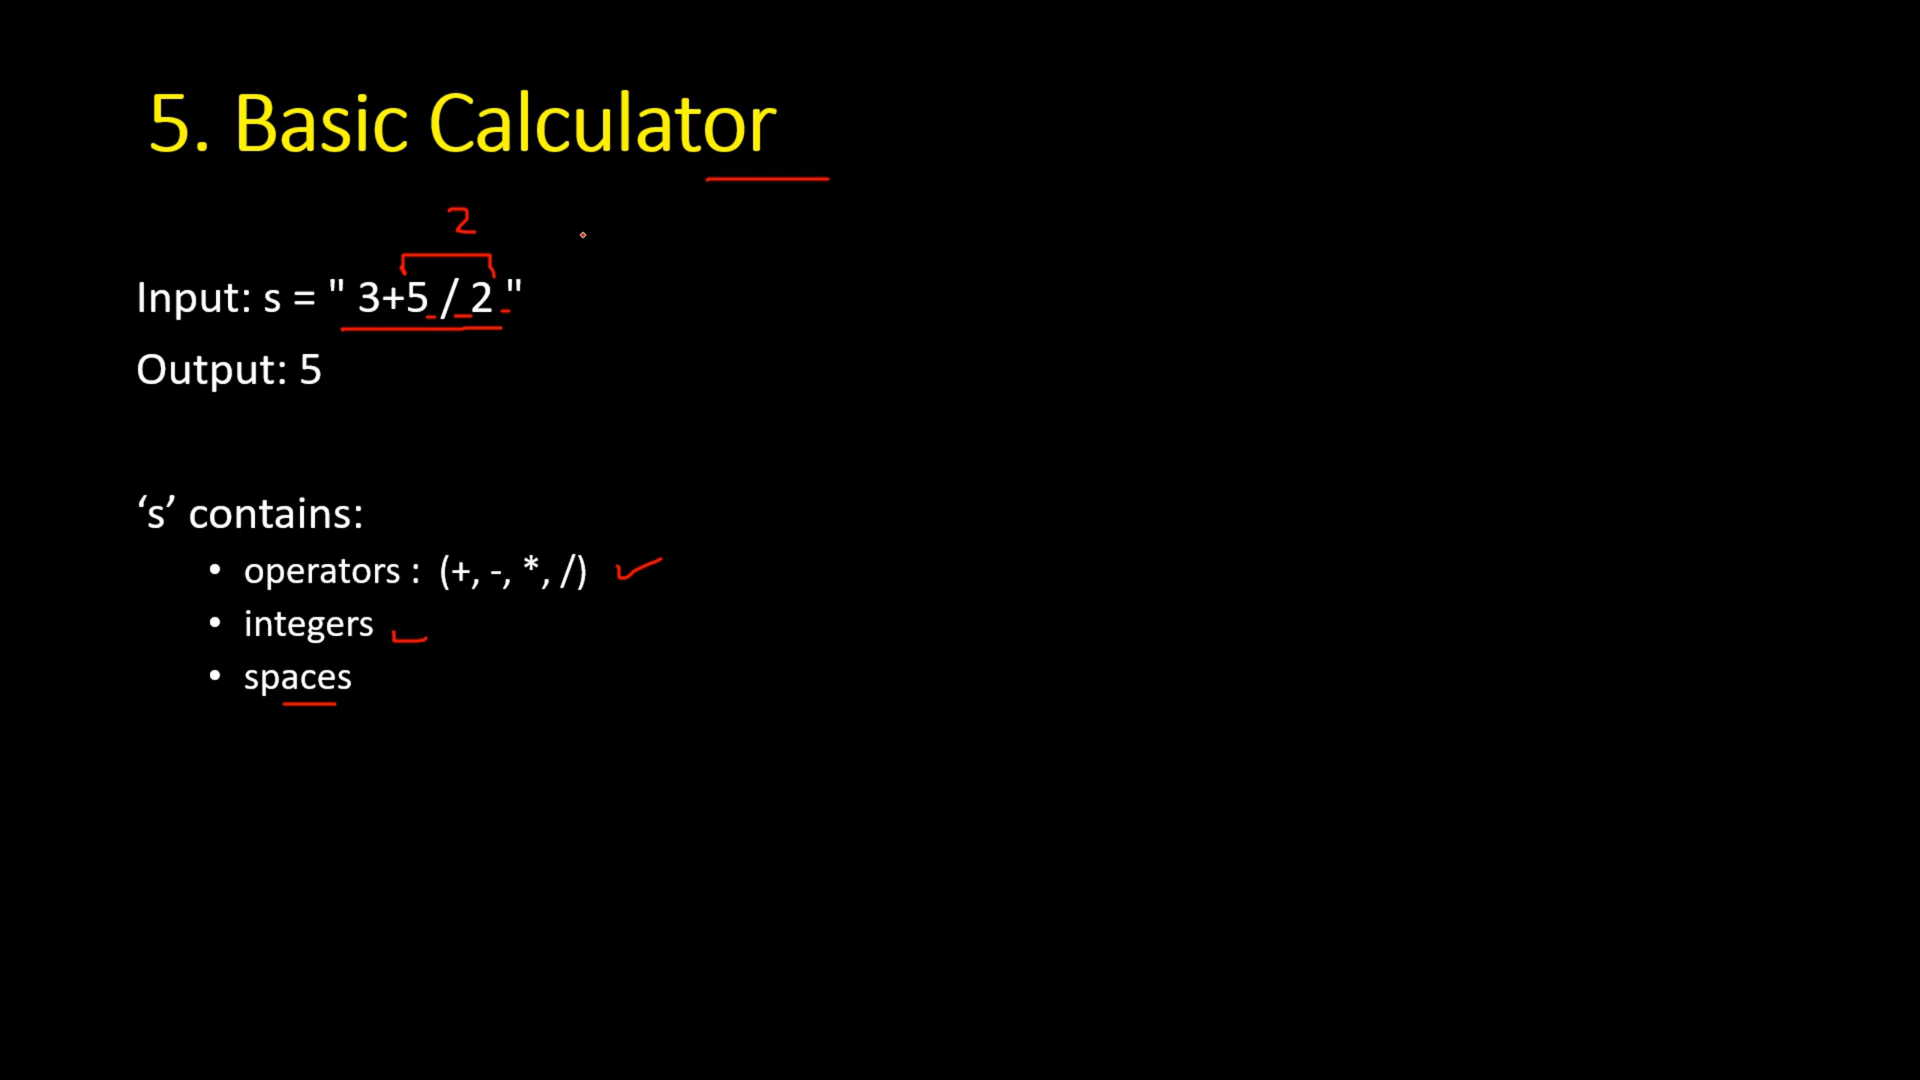 5. Basic Calculator
2
Input: s = " 3+5 / 2 "
Output: 5
‘s’ contains:
• operators : (+, -, *, /)
• integers
• spaces